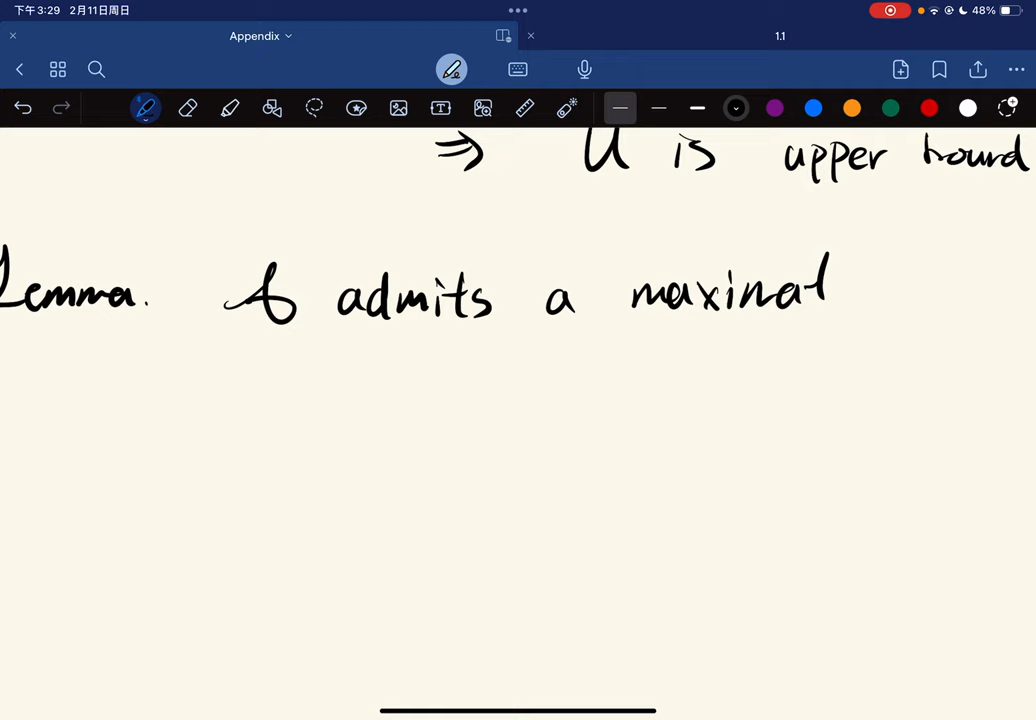 下午3:29 2月11日周日
48%
Appendix
1.1
⇒ U is upper bound
Lemma. A admits a maximal